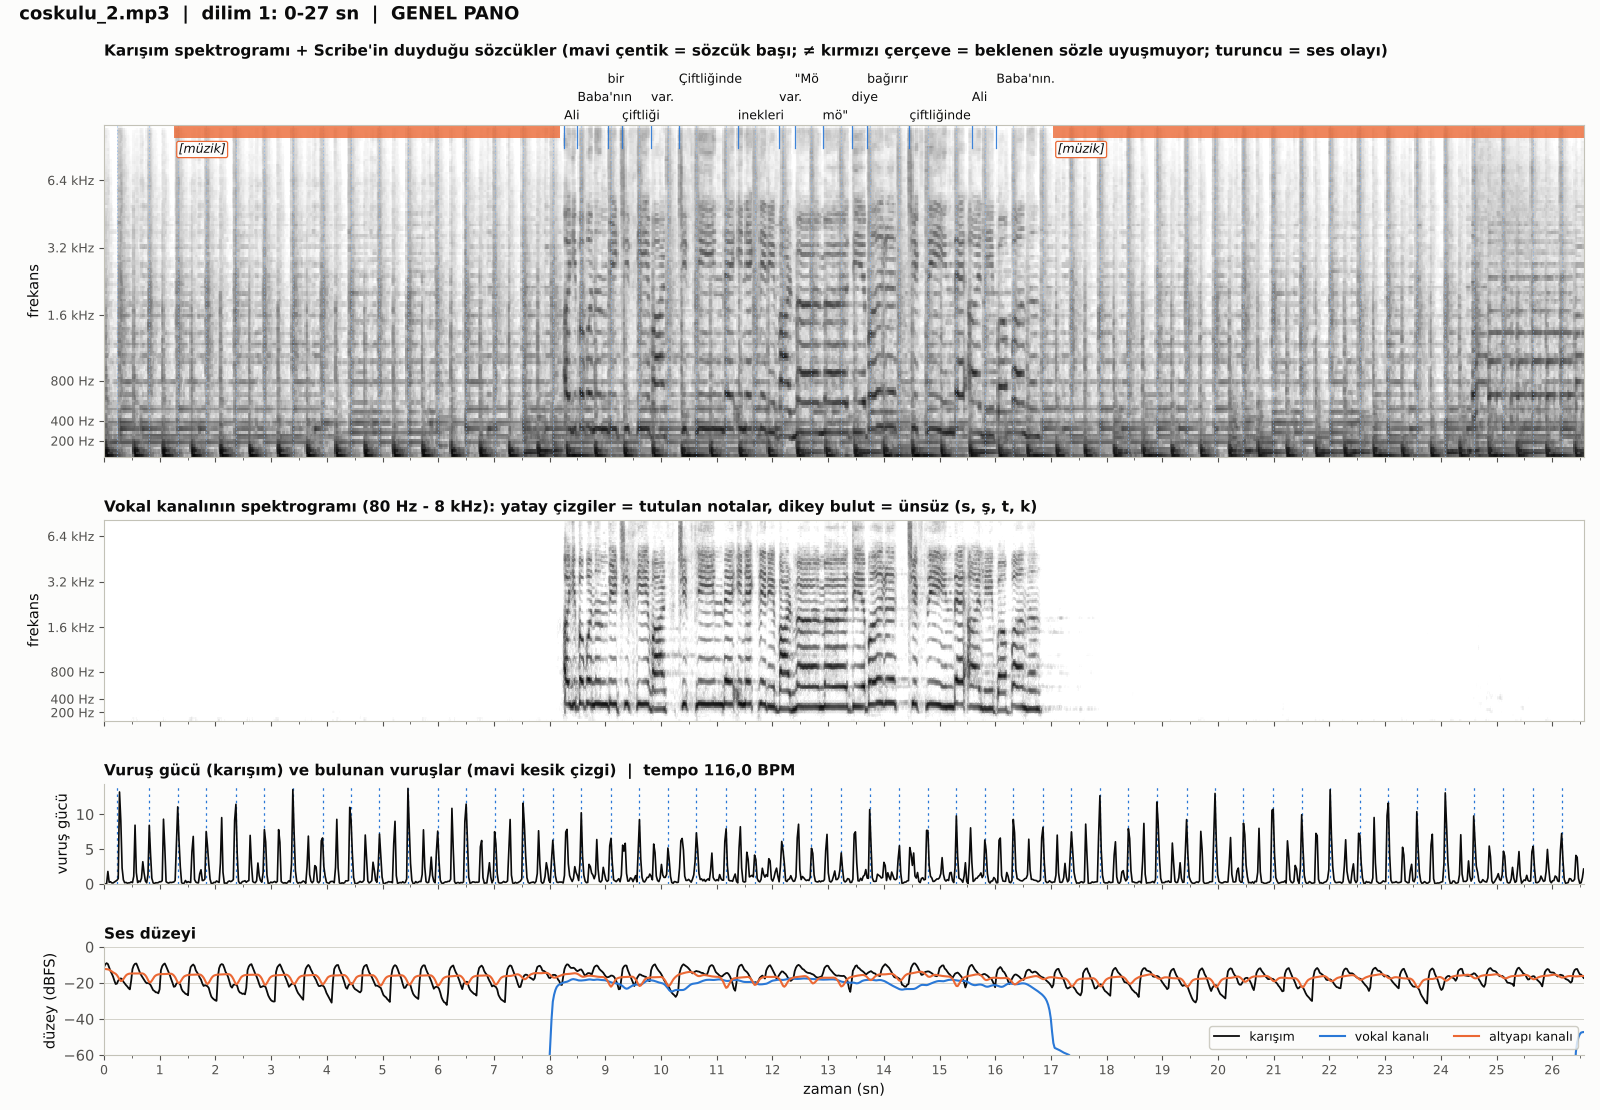 coskulu_2.mp3 | dilim 1: 0-27 sn | GENEL PANO
Karışım spektrogramı + Scribe'in duyduğu sözcükler (mavi çentik = sözcük başı; ≠ kırmızı çerçeve = beklenen sözle uyuşmuyor; turuncu = ses olayı)
bir Çiftliğinde "Mö bağırır Baba'nın.
Baba'nın var. var. diye Ali
Ali çiftliği inekleri mö" çiftliğinde
[müzik] [müzik]
6.4 kHz
3.2 kHz
1.6 kHz
800 Hz
400 Hz
200 Hz
frekans
Vokal kanalının spektrogramı (80 Hz - 8 kHz): yatay çizgiler = tutulan notalar, dikey bulut = ünsüz (s, ş, t, k)
6.4 kHz
3.2 kHz
1.6 kHz
800 Hz
400 Hz
200 Hz
frekans
Vuruş gücü (karışım) ve bulunan vuruşlar (mavi kesik çizgi) | tempo 116,0 BPM
10
5
0
vuruş gücü
Ses düzeyi
0
−20
−40
−60
düzey (dBFS)
karışım vokal kanalı altyapı kanalı
0 1 2 3 4 5 6 7 8 9 10 11 12 13 14 15 16 17 18 19 20 21 22 23 24 25 26
zaman (sn)